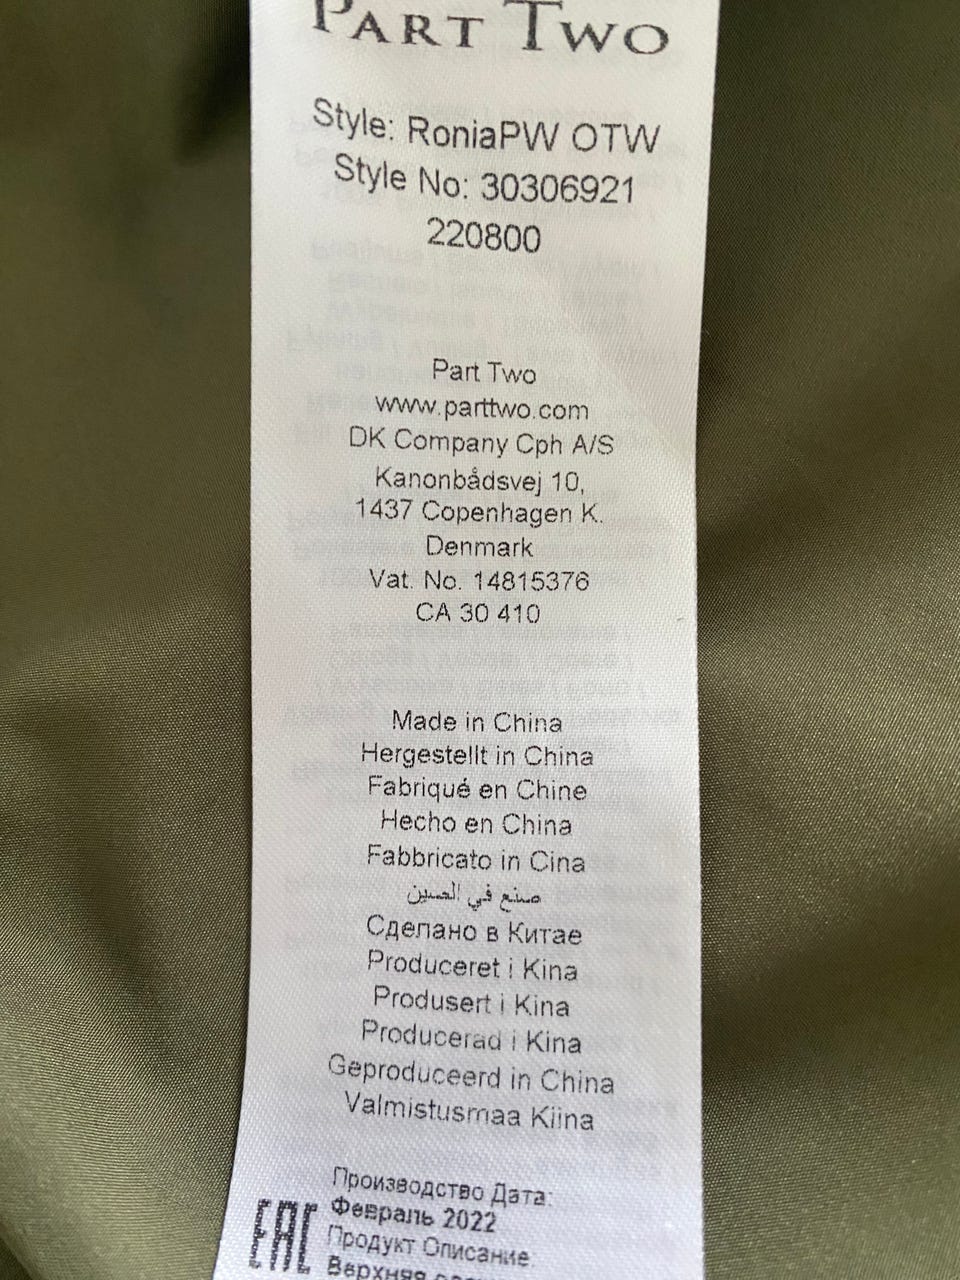 PART TWO
Style: RoniaPW OTW
Style No: 30306921
220800
Part Two
www.parttwo.com
DK Company Cph A/S
Kanonbådsvej 10,
1437 Copenhagen K.
Denmark
Vat. No. 14815376
CA 30 410
Made in China
Hergestellt in China
Fabriqué en Chine
Hecho en China
Fabbricato in Cina
صنع في الصين
Сделано в Китае
Produceret i Kina
Produsert i Kina
Producerad i Kina
Geproduceerd in China
Valmistusmaa Kiina
Производство Дата:
Февраль 2022
EAC
Продукт Описание:
Верхняя